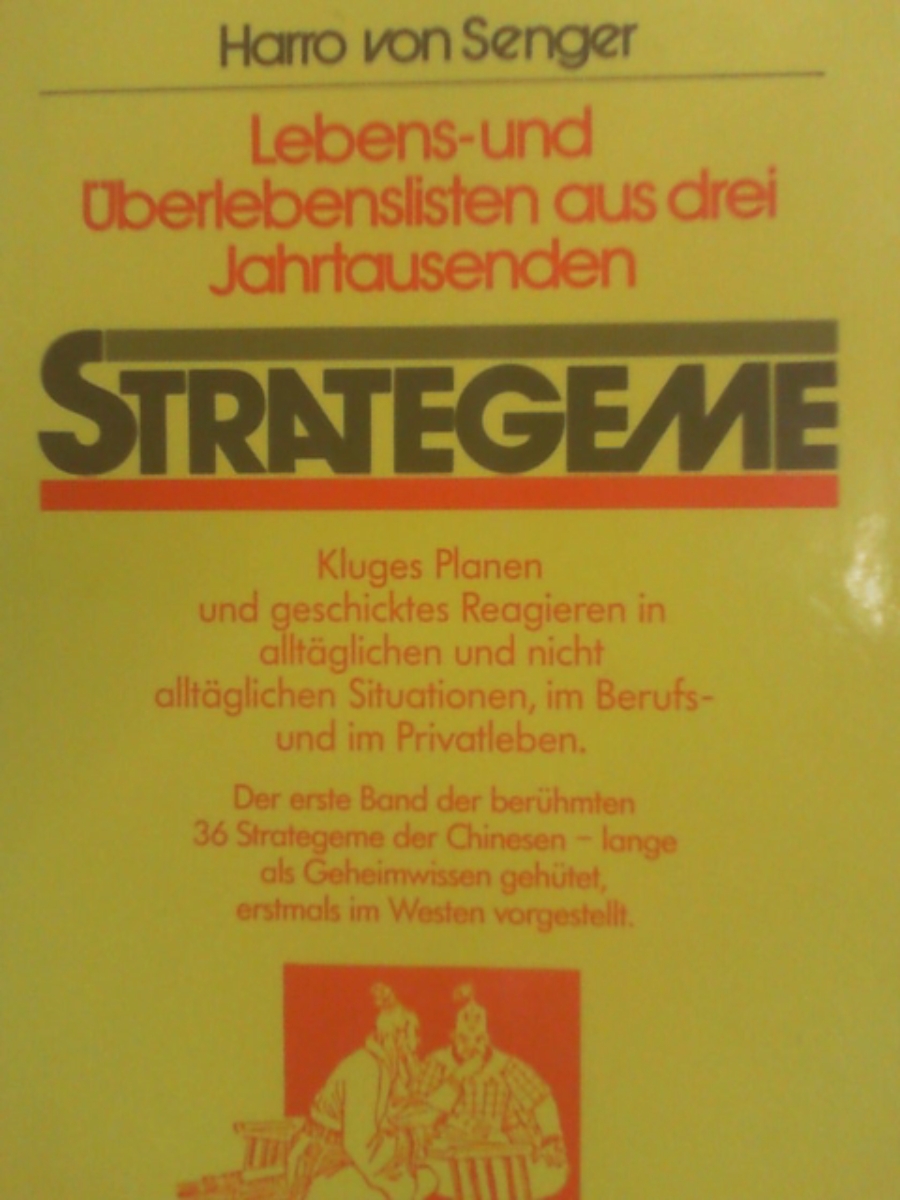 Harro von Senger
Lebens-und
Überlebenslisten aus drei
Jahrtausenden
STRATEGEME
Kluges Planen
und geschicktes Reagieren in
alltäglichen und nicht
alltäglichen Situationen, im Berufs-
und im Privatleben.
Der erste Band der berühmten
36 Strategeme der Chinesen – lange
als Geheimwissen gehütet,
erstmals im Westen vorgestellt.